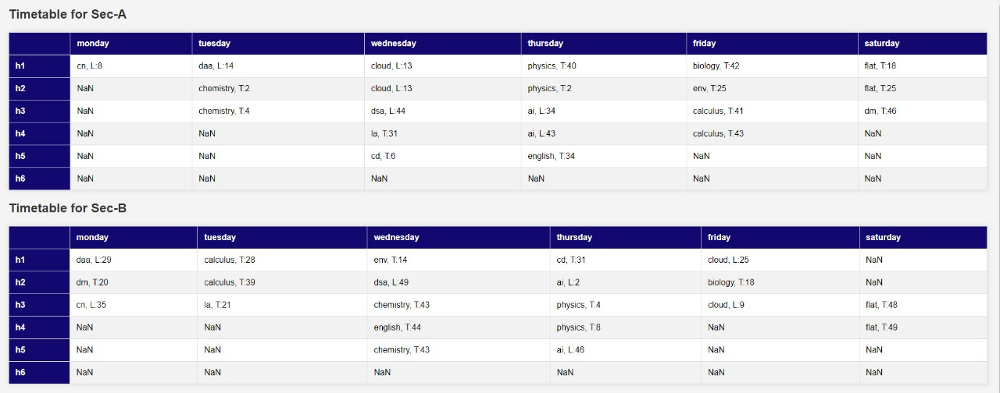 Timetable for Sec-A
monday tuesday wednesday thursday friday saturday
h1 cn, L:8 daa, L:14 cloud, L:13 physics, T:40 biology, T:42 flat, T:18
h2 NaN chemistry, T:2 cloud, L:13 physics, T:2 env, T:25 flat, T:25
h3 NaN chemistry, T:4 dsa, L:44 ai, L:34 calculus, T:41 dm, T:46
h4 NaN NaN la, T:31 ai, L:43 calculus, T:43 NaN
h5 NaN NaN cd, T:6 english, T:34 NaN NaN
h6 NaN NaN NaN NaN NaN NaN
Timetable for Sec-B
monday tuesday wednesday thursday friday saturday
h1 daa, L:29 calculus, T:28 env, T:14 cd, T:31 cloud, L:25 NaN
h2 dm, T:20 calculus, T:39 dsa, L:49 ai, L:2 biology, T:18 NaN
h3 cn, L:35 la, T:21 chemistry, T:43 physics, T:4 cloud, L:9 flat, T:48
h4 NaN NaN english, T:44 physics, T:8 NaN flat, T:49
h5 NaN NaN chemistry, T:43 ai, L:46 NaN NaN
h6 NaN NaN NaN NaN NaN NaN